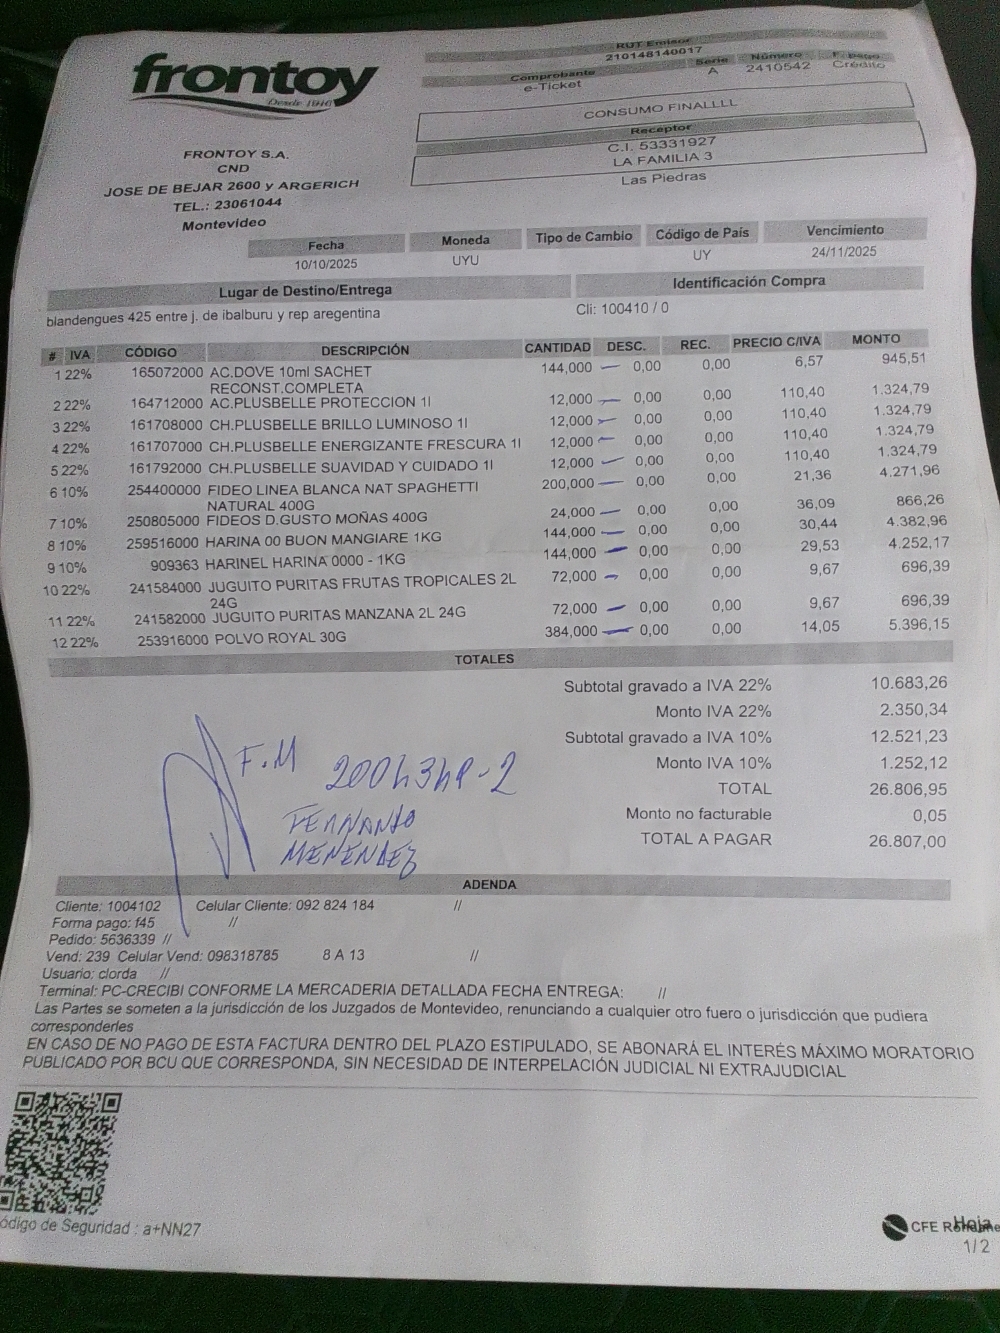 frontoy
Desde 1916
RUT Emisor
210148140017
Comprobante Serie Número F. pago
e-Ticket A 2410542 Crédito
CONSUMO FINALLLL
Receptor
C.I. 53331927
LA FAMILIA 3
Las Piedras
FRONTOY S.A.
CND
JOSE DE BEJAR 2600 y ARGERICH
TEL.: 23061044
Montevideo
Fecha Moneda Tipo de Cambio Código de País Vencimiento
10/10/2025 UYU UY 24/11/2025
Lugar de Destino/Entrega Identificación Compra
blandengues 425 entre j. de ibalburu y rep aregentina Cli: 100410 / 0
# IVA CÓDIGO DESCRIPCIÓN CANTIDAD DESC. REC. PRECIO C/IVA MONTO
1 22% 165072000 AC.DOVE 10ml SACHET 144,000 0,00 0,00 6,57 945,51
RECONST.COMPLETA
2 22% 164712000 AC.PLUSBELLE PROTECCION 1l 12,000 0,00 0,00 110,40 1.324,79
3 22% 161708000 CH.PLUSBELLE BRILLO LUMINOSO 1l 12,000 0,00 0,00 110,40 1.324,79
4 22% 161707000 CH.PLUSBELLE ENERGIZANTE FRESCURA 1l 12,000 0,00 0,00 110,40 1.324,79
5 22% 161792000 CH.PLUSBELLE SUAVIDAD Y CUIDADO 1l 12,000 0,00 0,00 110,40 1.324,79
6 10% 254400000 FIDEO LINEA BLANCA NAT SPAGHETTI 200,000 0,00 0,00 21,36 4.271,96
NATURAL 400G
7 10% 250805000 FIDEOS D.GUSTO MOÑAS 400G 24,000 0,00 0,00 36,09 866,26
8 10% 259516000 HARINA 00 BUON MANGIARE 1KG 144,000 0,00 0,00 30,44 4.382,96
9 10% 909363 HARINEL HARINA 0000 - 1KG 144,000 0,00 0,00 29,53 4.252,17
10 22% 241584000 JUGUITO PURITAS FRUTAS TROPICALES 2L 72,000 0,00 0,00 9,67 696,39
24G
11 22% 241582000 JUGUITO PURITAS MANZANA 2L 24G 72,000 0,00 0,00 9,67 696,39
12 22% 253916000 POLVO ROYAL 30G 384,000 0,00 0,00 14,05 5.396,15
TOTALES
Subtotal gravado a IVA 22% 10.683,26
Monto IVA 22% 2.350,34
Subtotal gravado a IVA 10% 12.521,23
Monto IVA 10% 1.252,12
TOTAL 26.806,95
Monto no facturable 0,05
TOTAL A PAGAR 26.807,00
F.M
FERNANDO
MENENDEZ
ADENDA
Cliente: 1004102 Celular Cliente: 092 824 184 //
Forma pago: f45 //
Pedido: 5636339 //
Vend: 239 Celular Vend: 098318785 8 A 13 //
Usuario: clorda //
Terminal: PC-CRECIBI CONFORME LA MERCADERIA DETALLADA FECHA ENTREGA: //
Las Partes se someten a la jurisdicción de los Juzgados de Montevideo, renunciando a cualquier otro fuero o jurisdicción que pudiera
corresponderles
EN CASO DE NO PAGO DE ESTA FACTURA DENTRO DEL PLAZO ESTIPULADO, SE ABONARÁ EL INTERÉS MÁXIMO MORATORIO
PUBLICADO POR BCU QUE CORRESPONDA, SIN NECESIDAD DE INTERPELACIÓN JUDICIAL NI EXTRAJUDICIAL
ódigo de Seguridad : a+NN27
CFE
Hoja
1/2